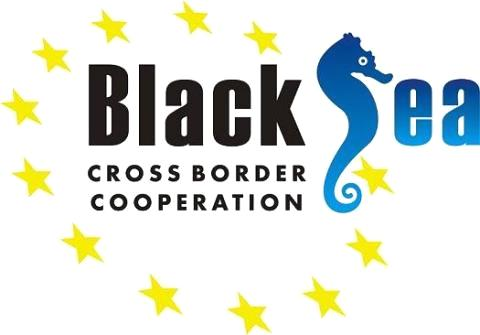 Black Sea
CROSS BORDER
COOPERATION